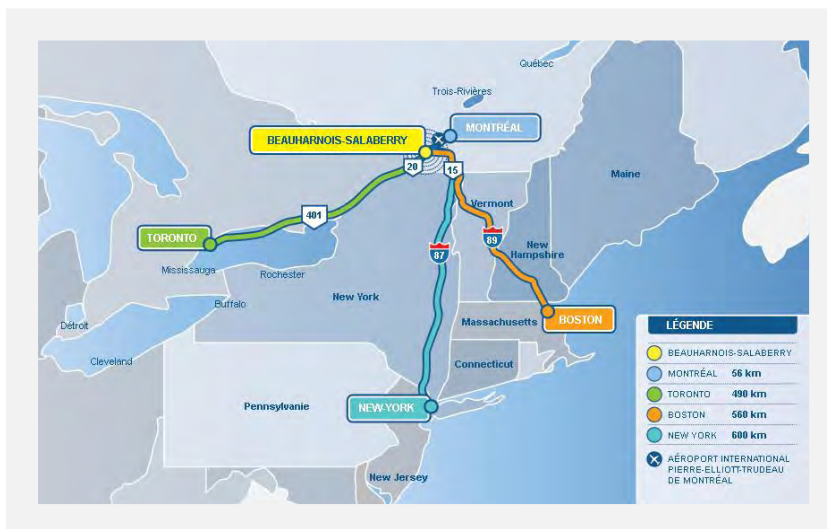 Québec
Trois-Rivières
MONTRÉAL
BEAUHARNOIS-SALABERRY
20
15
Maine
Vermont
401
TORONTO
89
New
Hampshire
87
Mississauga
Rochester
New York
Buffalo
Massachusetts
BOSTON
Détroit
Cleveland
Connecticut
Pennsylvanie
NEW-YORK
New Jersey
LÉGENDE
BEAUHARNOIS-SALABERRY
MONTRÉAL 56 km
TORONTO 490 km
BOSTON 560 km
NEW YORK 600 km
AÉROPORT INTERNATIONAL
PIERRE-ELLIOTT-TRUDEAU
DE MONTRÉAL